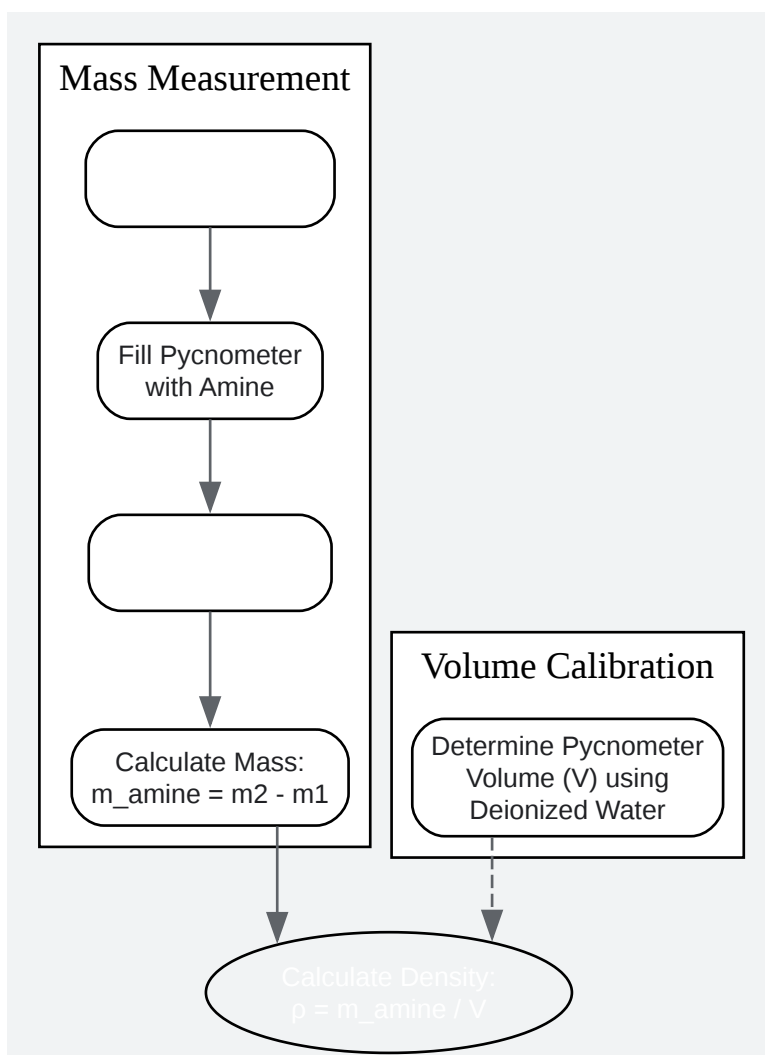 Mass Measurement
Fill Pycnometer
with Amine
Calculate Mass:
m_amine = m2 - m1
Volume Calibration
Determine Pycnometer
Volume (V) using
Deionized Water
Calculate Density:
ρ = m_amine / V